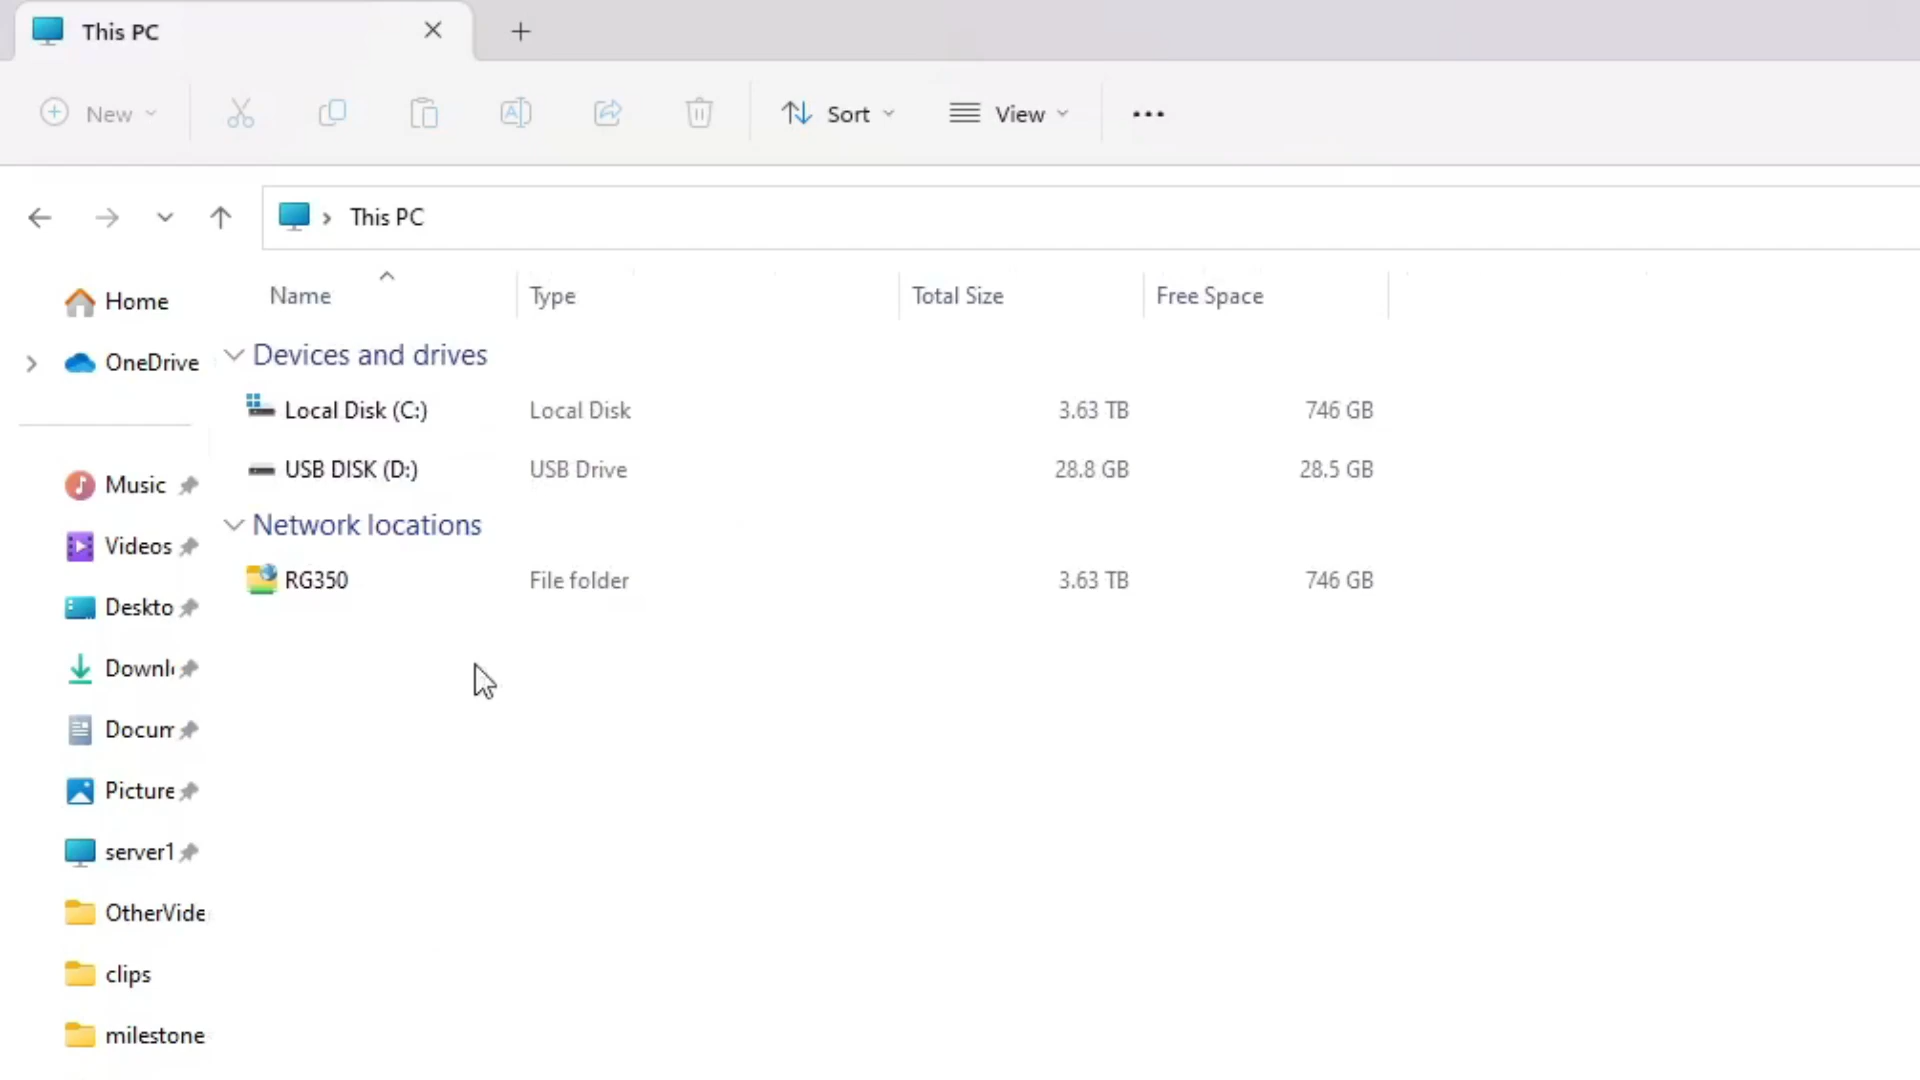 This PC
New
Sort
View
This PC
Name Type Total Size Free Space
Home
OneDrive
Music
Videos
Deskto
Downl
Docum
Picture
server1
OtherVide
clips
milestone
Devices and drives
Local Disk (C:) Local Disk 3.63 TB 746 GB
USB DISK (D:) USB Drive 28.8 GB 28.5 GB
Network locations
RG350 File folder 3.63 TB 746 GB